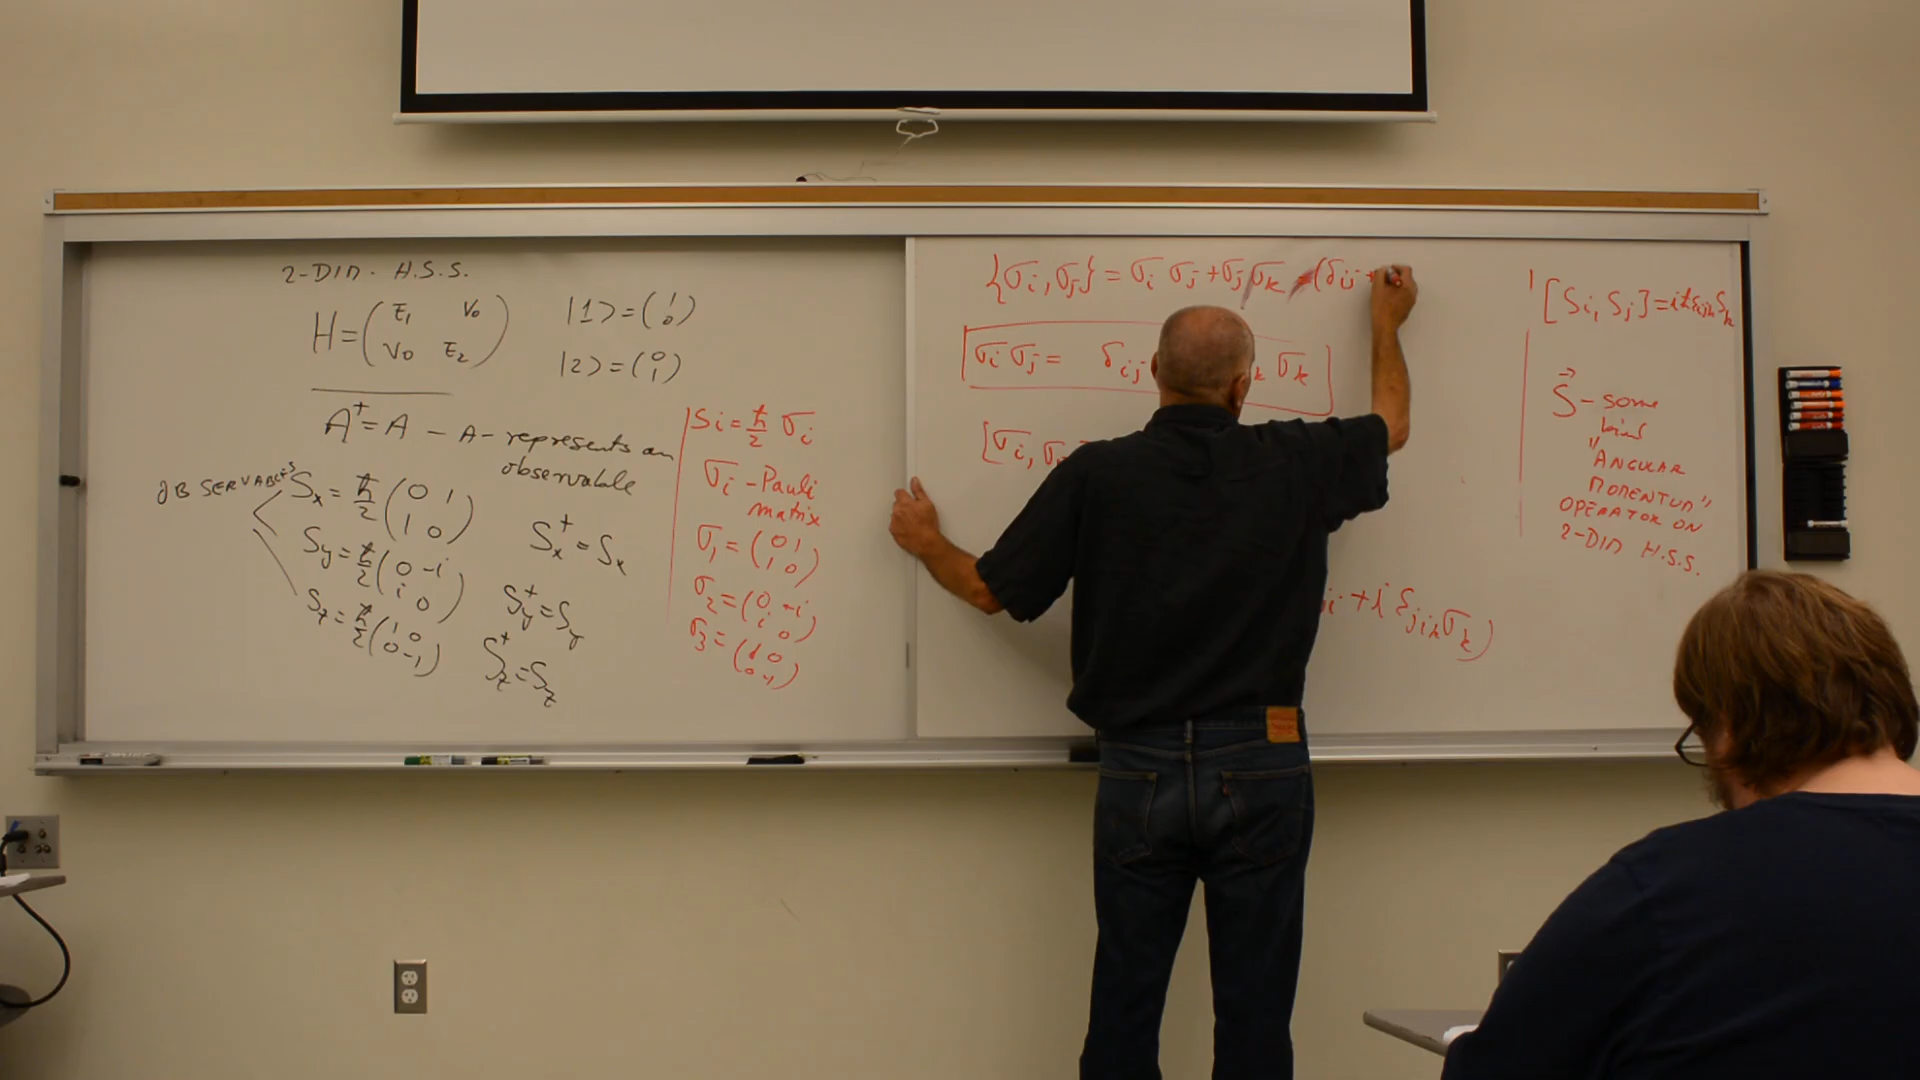 2-DIM. H.S.S.
H = ( E₁ V₀
V₀ E₂ )
|1> = ( 1
0 )
|2> = ( 0
1 )
A⁺ = A – A – represents an
observable
OBSERVABLES
Sₓ = ħ/2 ( 0 1
1 0 )
S_y = ħ/2 ( 0 -i
i 0 )
S_z = ħ/2 ( 1 0
0 -1 )
Sₓ⁺ = Sₓ
S_y⁺ = S_y
S_z⁺ = S_z
Si = ħ/2 σi
σi – Pauli
matrix
σ₁ = ( 0 1
1 0 )
σ₂ = ( 0 -i
i 0 )
σ₃ = ( 1 0
0 -1 )
{σi, σj} = σi σj + σj σk = (δij +
σi σj = δij k σk
[σi, σ
i + i εjik σk )
[Si, Sj] = iħ εijk Sk
S⃗ – some
kind
"ANGULAR
MOMENTUM"
OPERATOR ON
2-DIM H.S.S.